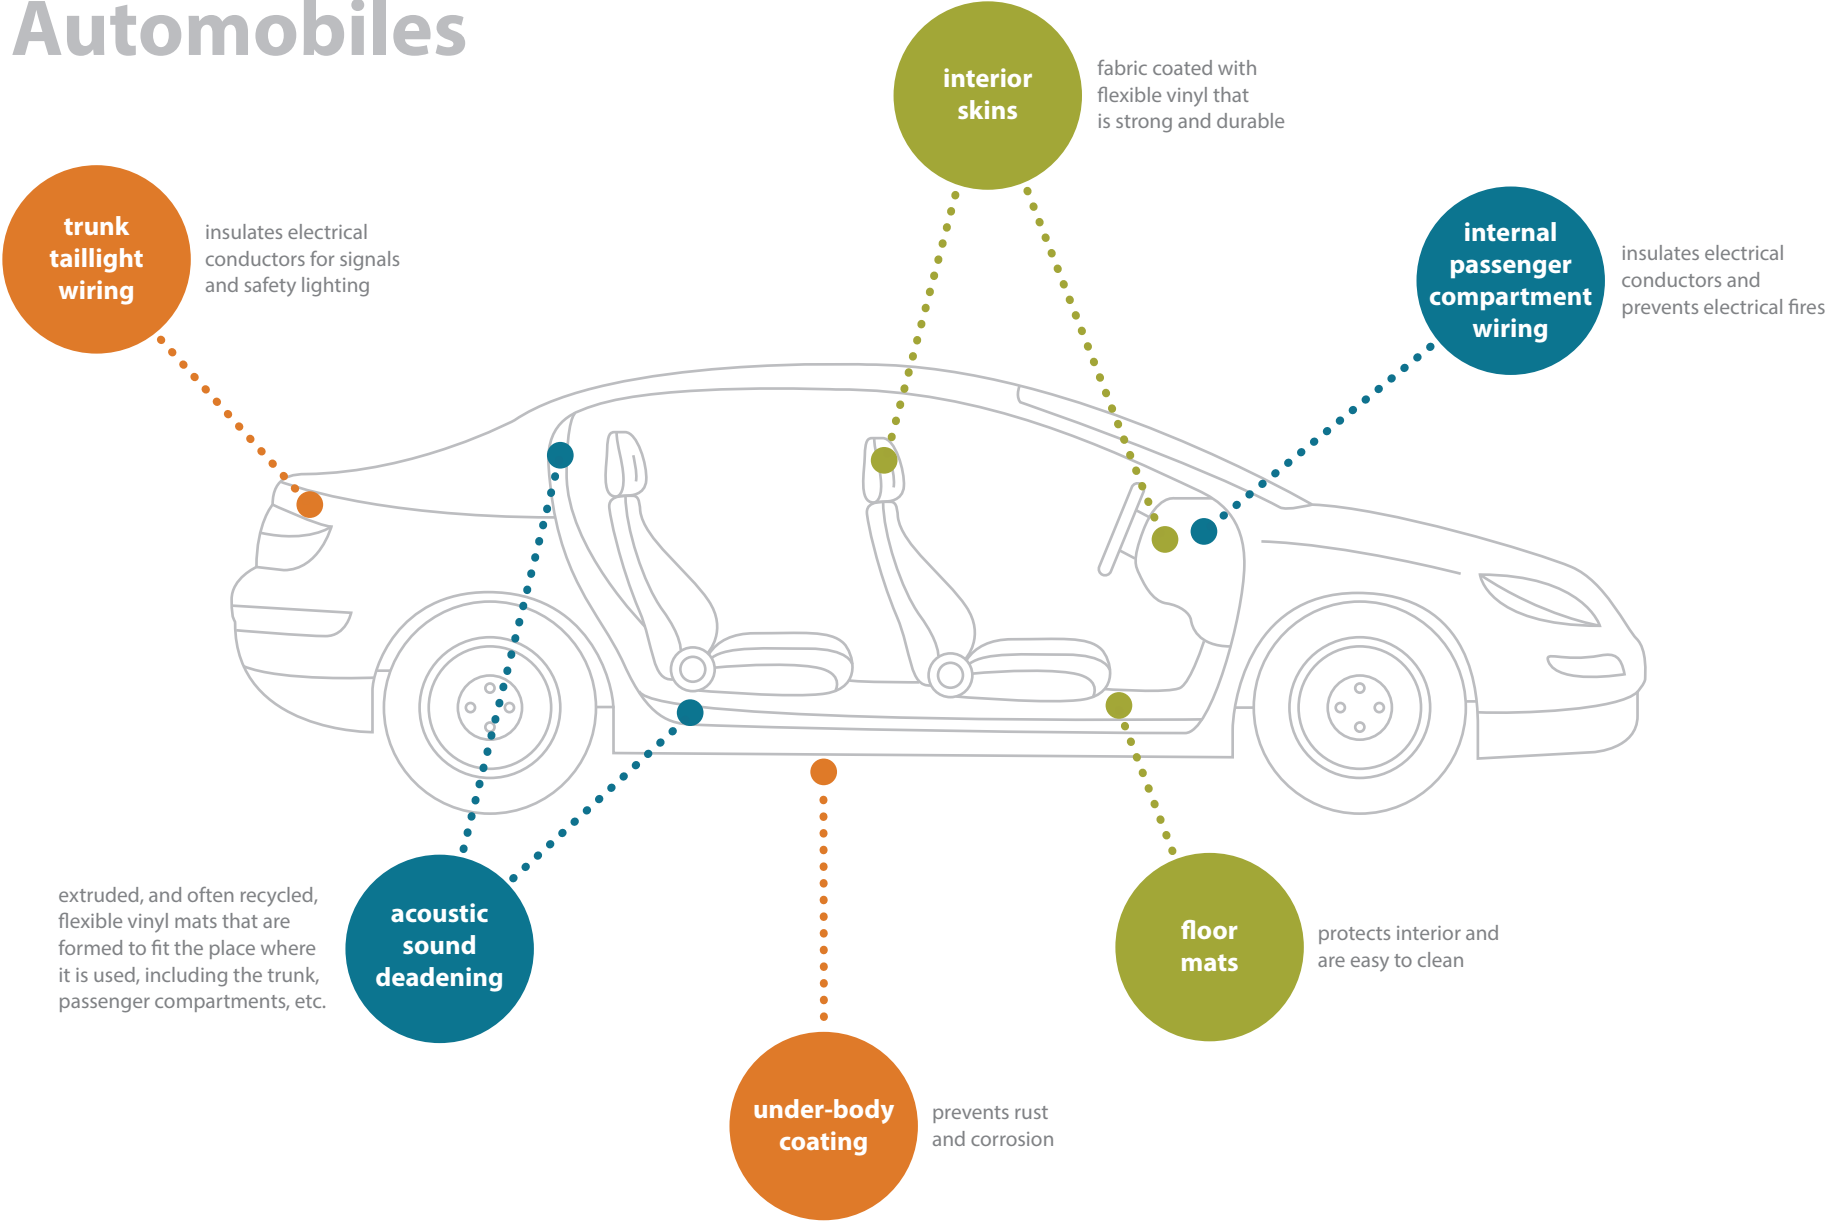 Automobiles
interior
skins
fabric coated with
flexible vinyl that
is strong and durable
trunk
taillight
wiring
insulates electrical
conductors for signals
and safety lighting
internal
passenger
compartment
wiring
insulates electrical
conductors and
prevents electrical fires
extruded, and often recycled,
flexible vinyl mats that are
formed to fit the place where
it is used, including the trunk,
passenger compartments, etc.
acoustic
sound
deadening
floor
mats
protects interior and
are easy to clean
under-body
coating
prevents rust
and corrosion